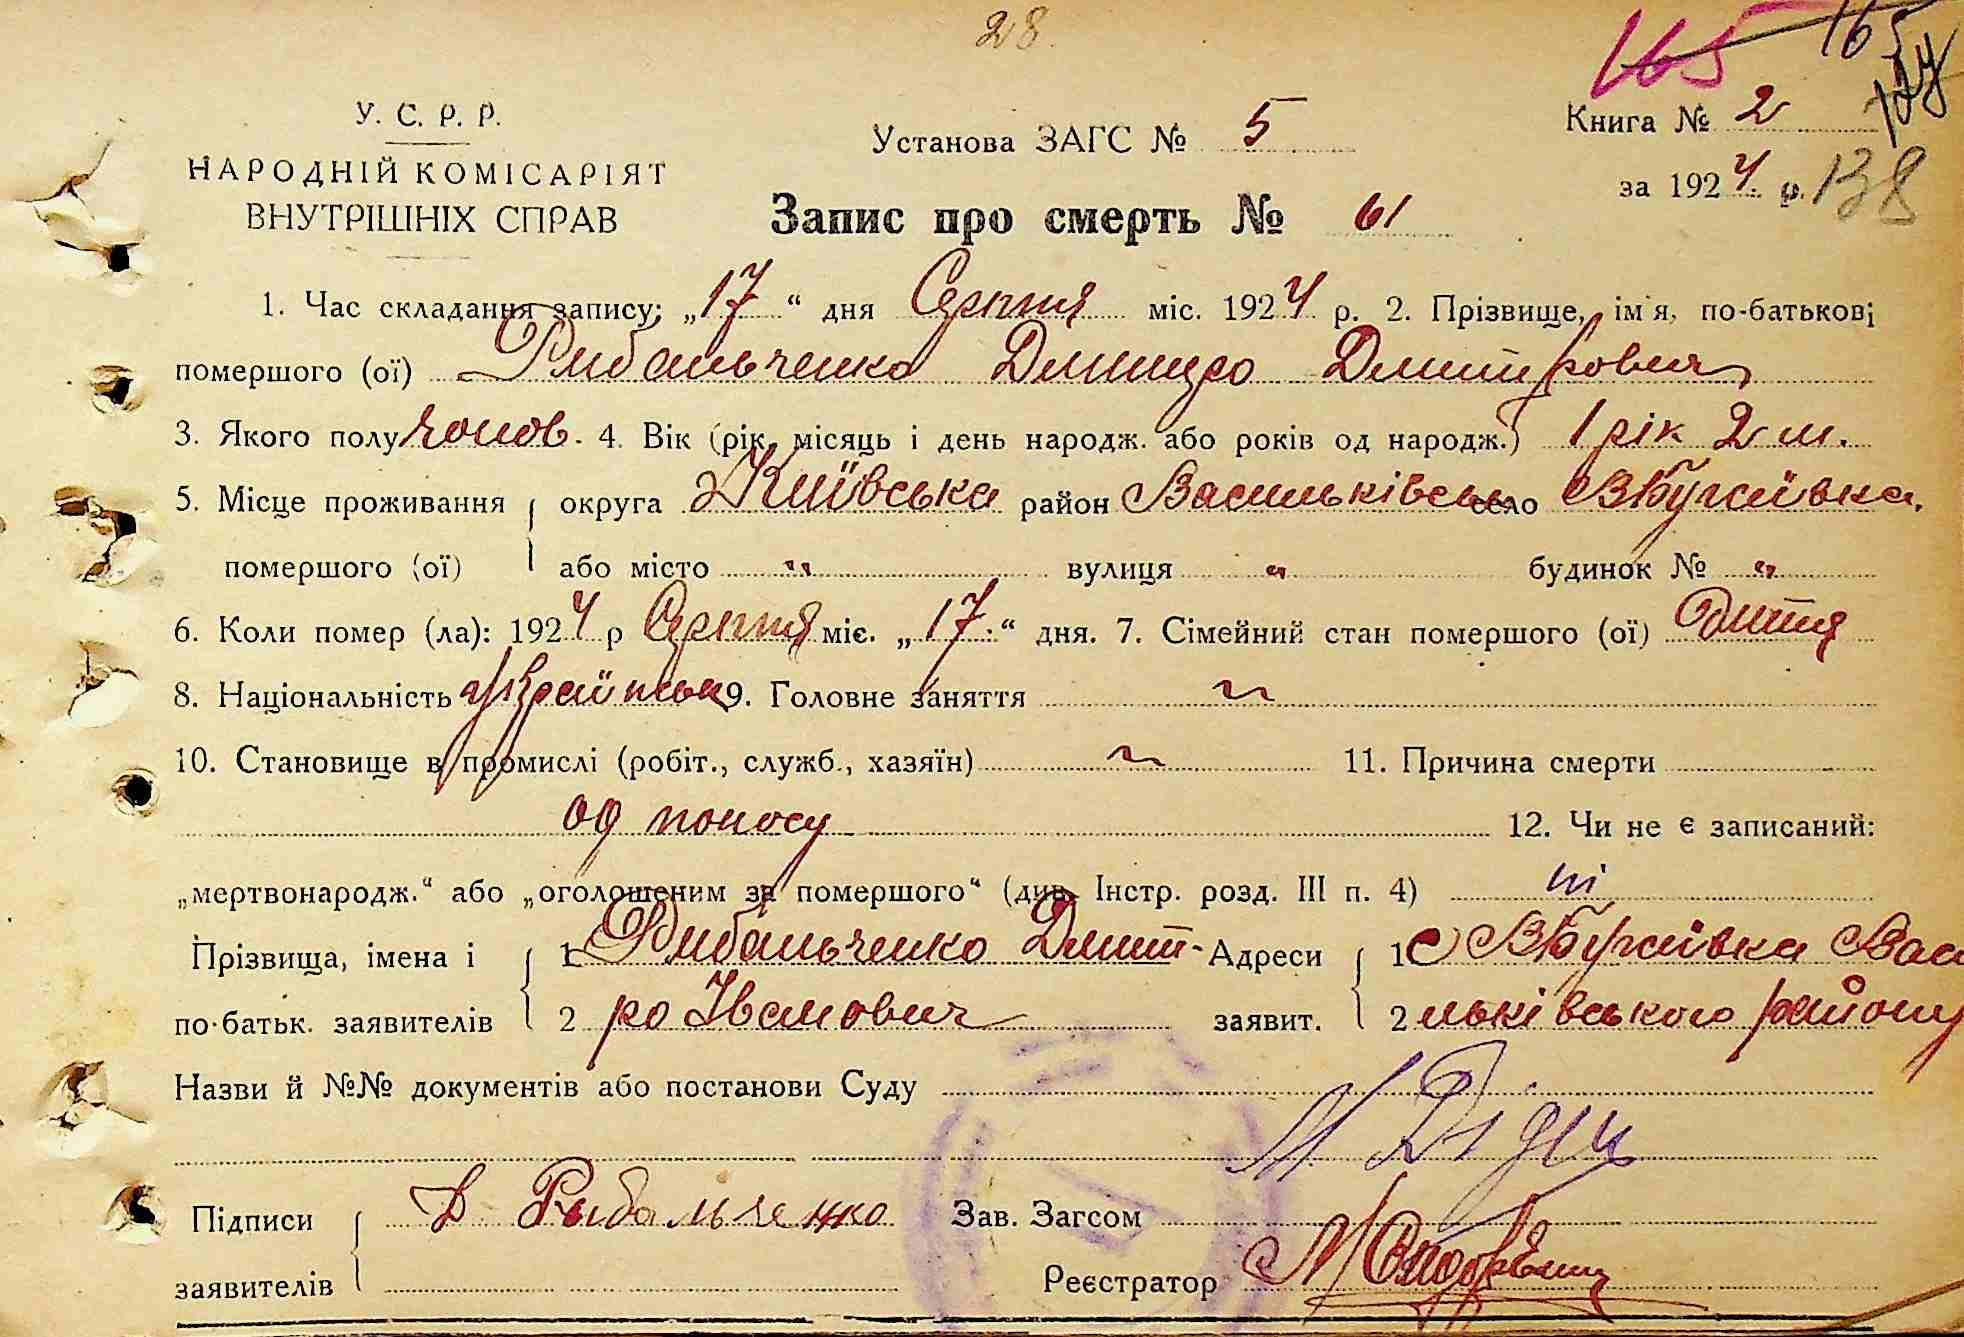 28
165 165
У. С. Р. Р.
НАРОДНІЙ КОМІСАРІЯТ
ВНУТРІШНІХ СПРАВ
Установа ЗАГС № 5
Книга № 2
за 1924 р. 138
Запис про смерть № 61
1. Час складання запису: „17“ дня Серпня міс. 1924 р. 2. Прізвище, ім'я, по-батькові
помершого (ої) Рибальченко Дмитро Дмитрович
3. Якого полу чолов. 4. Вік (рік, місяць і день народж. або років од народж.) 1 рік 2 м.
5. Місце проживання округа Київська район Васильківськ село
помершого (ої) або місто " вулиця " будинок № "
6. Коли помер (ла): 1924 р Серпня міс. „17“ дня. 7. Сімейний стан помершого (ої) дитя
8. Національність 9. Головне заняття ~
10. Становище в промислі (робіт., служб., хазяїн) ~ 11. Причина смерти
од поносу 12. Чи не є записаний:
„мертвонародж.“ або „оголошеним за помершого“ (див. Інстр. розд. III п. 4) ні
Прізвища, імена і 1 Рибальченко Дмит- Адреси 1 с Васи
по-батьк. заявителів 2 ро Іванович заявит. 2 льківського району
Назви й №№ документів або постанови Суду
Підписи Д Рибальченко Зав. Загсом
заявителів Реєстратор